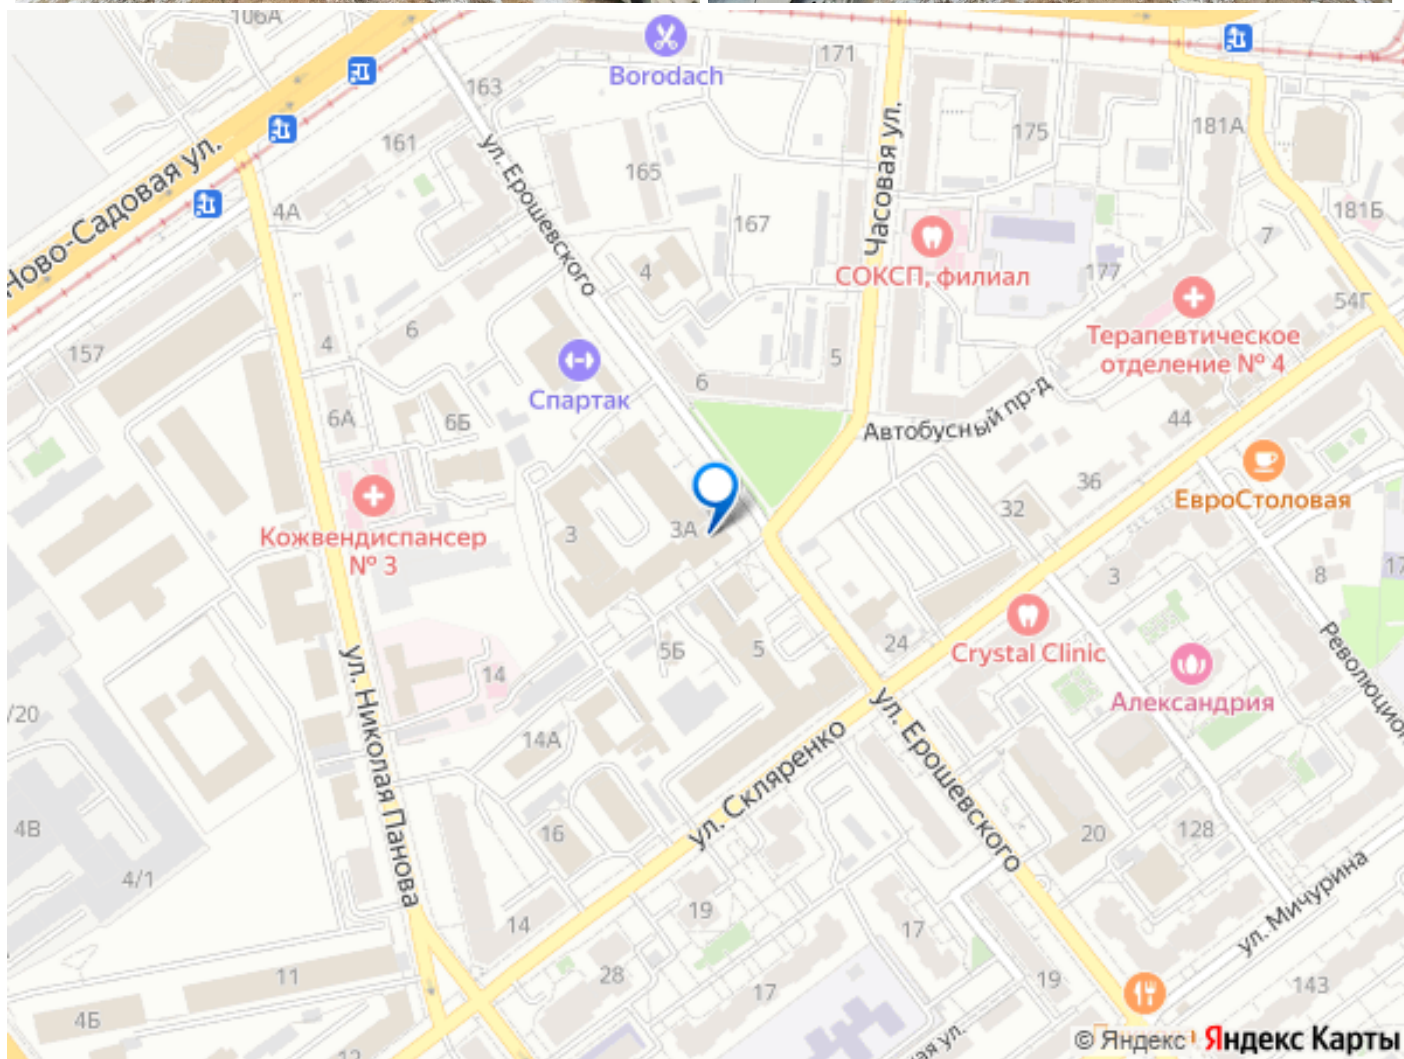 106А
171
163
Borodach
161
165
175
181А
Ново-Садовая ул.
ул. Ерошевского
Часовая ул.
4А
167
181Б
7
4
СОКСП, филиал
177
54Г
157
4
6
5
Терапевтическое
отделение № 4
Спартак
6
6А
6Б
Автобусный пр-д
44
36
ЕвроСтоловая
32
Кожвендиспансер
№ 3
3
3А
3
8
17
24
Crystal Clinic
5Б
5
14
Александрия
Революцион
ул. Николая Панова
/20
14А
ул. Скляренко
ул. Ерошевского
4В
16
20
128
4/1
ул. Мичурина
14
19
17
11
28
17
19
143
4Б
12
ная ул.
© Яндекс Яндекс Карты